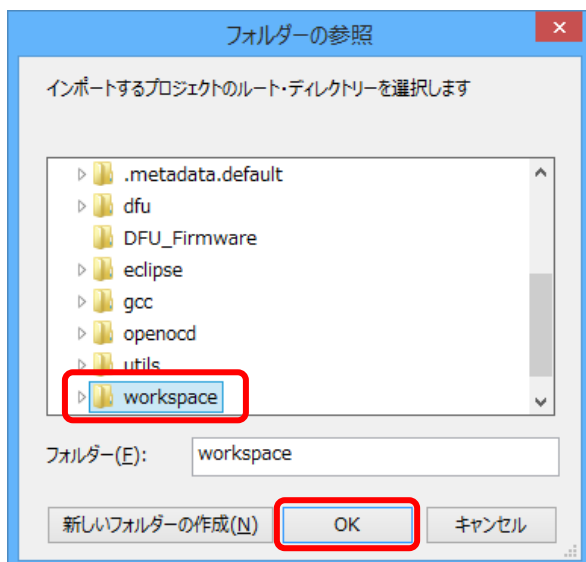 フォルダーの参照
インポートするプロジェクトのルート・ディレクトリーを選択します
.metadata.default
dfu
DFU_Firmware
eclipse
gcc
openocd
utils
workspace
フォルダー(F): workspace
新しいフォルダーの作成(N) OK キャンセル